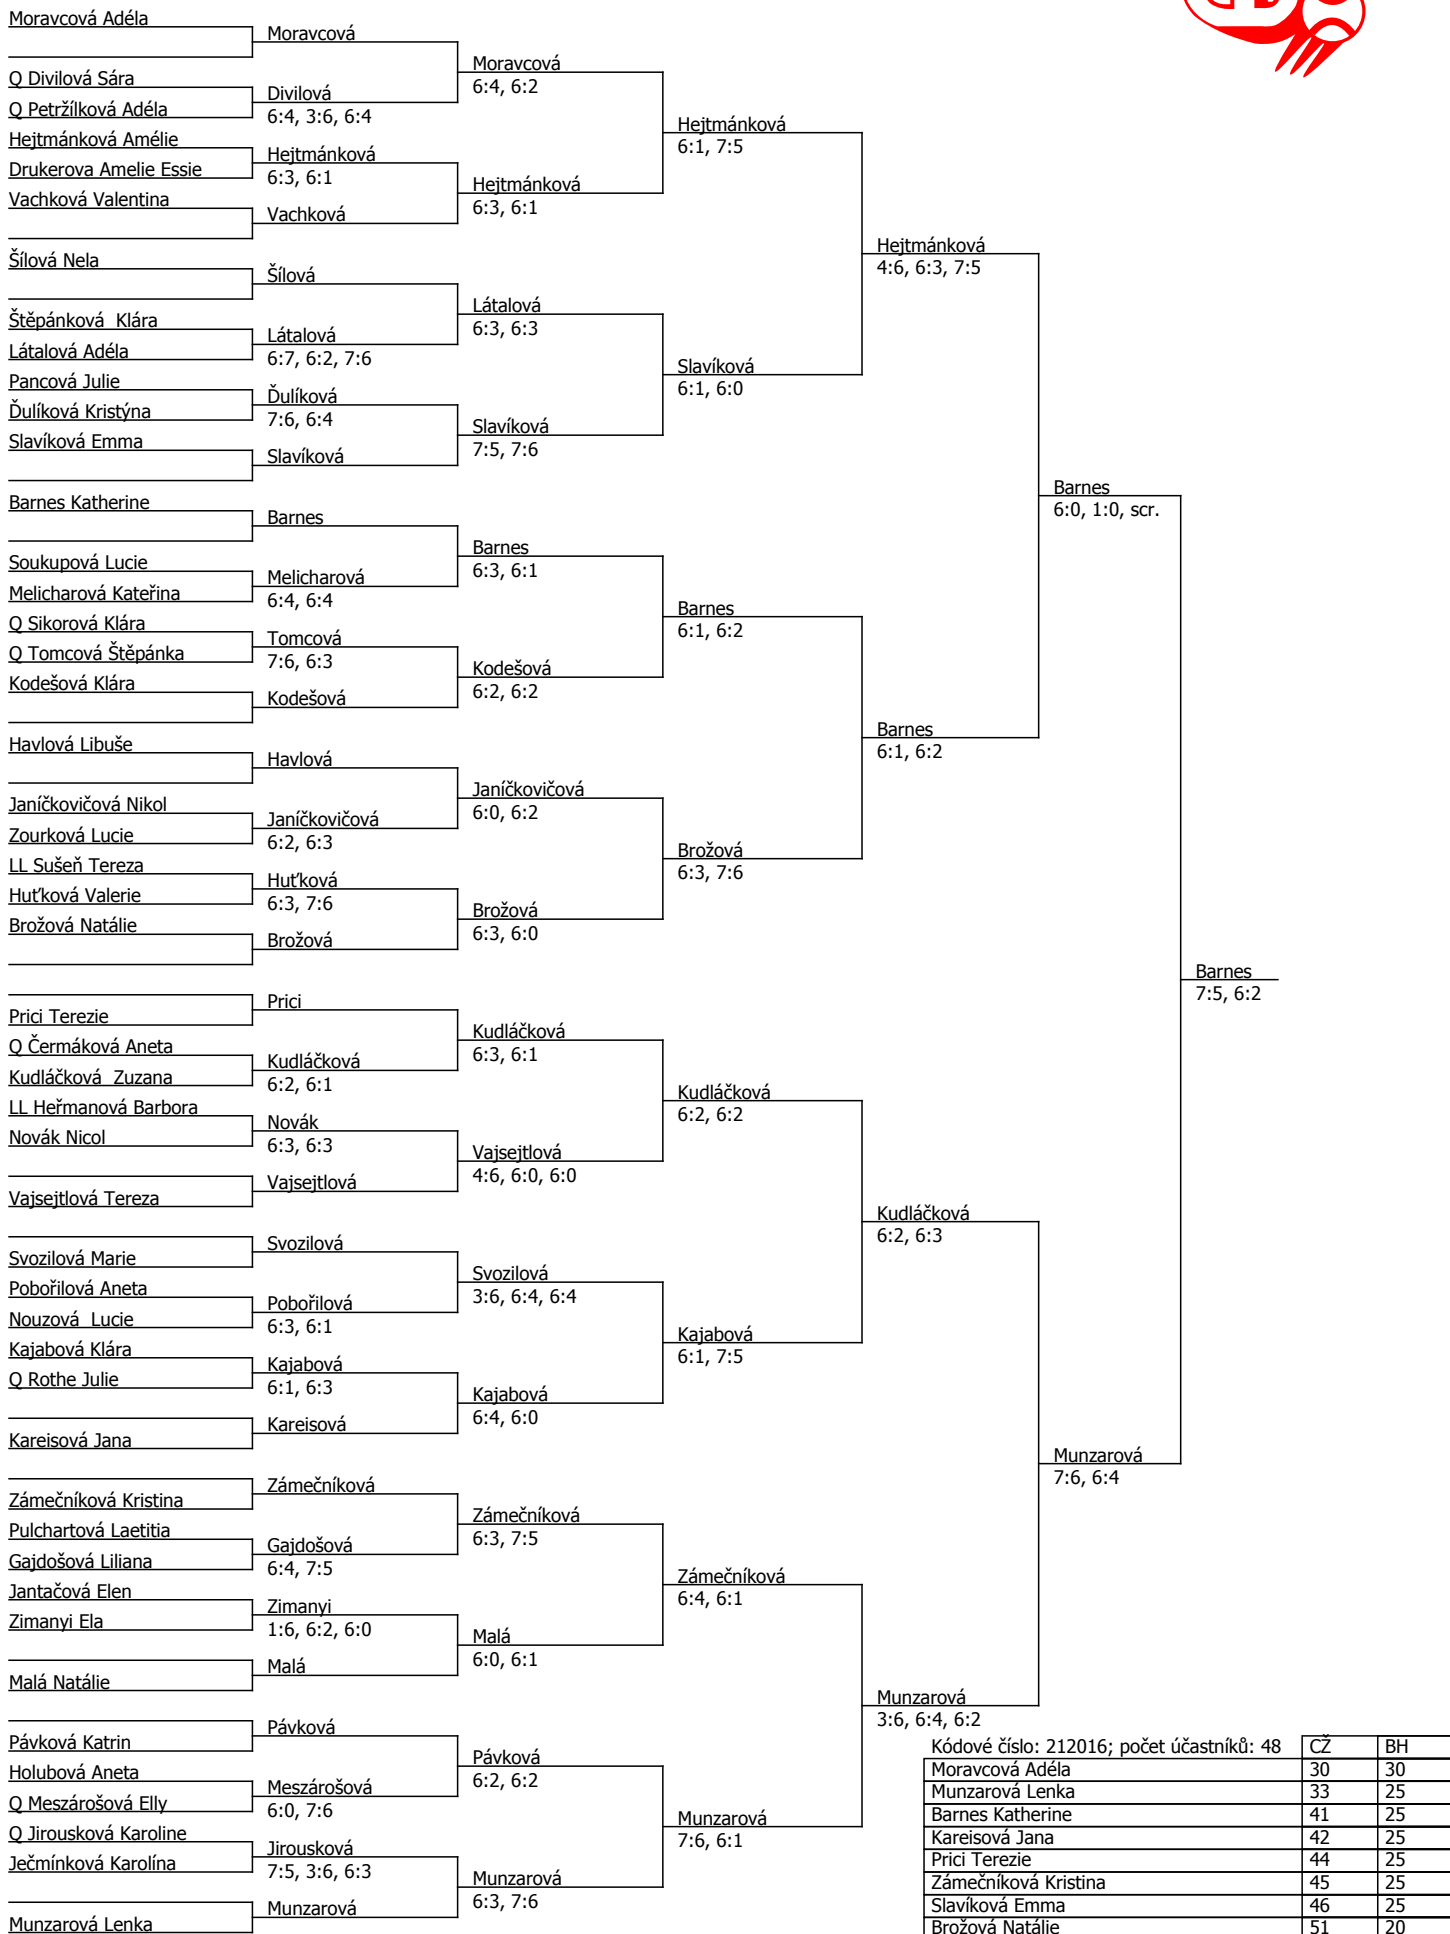 Moravcová Adéla
Q Divilová Sára
Q Petržílková Adéla
Hejtmánková Amélie
Drukerova Amelie Essie
Vachková Valentina
Šílová Nela
Štěpánková  Klára
Látalová Adéla
Pancová Julie
Ďulíková Kristýna
Slavíková Emma
Barnes Katherine
Soukupová Lucie
Melicharová Kateřina
Q Sikorová Klára
Q Tomcová Štěpánka
Kodešová Klára
Havlová Libuše
Janíčkovičová Nikol
Zourková Lucie
LL Sušeň Tereza
Huťková Valerie
Brožová Natálie
Prici Terezie
Q Čermáková Aneta
Kudláčková  Zuzana
LL Heřmanová Barbora
Novák Nicol
Vajsejtlová Tereza
Svozilová Marie
Pobořilová Aneta
Nouzová  Lucie
Kajabová Klára
Q Rothe Julie
Kareisová Jana
Zámečníková Kristina
Pulchartová Laetitia
Gajdošová Liliana
Jantačová Elen
Zimanyi Ela
Malá Natálie
Pávková Katrin
Holubová Aneta
Q Meszárošová Elly
Q Jirousková Karoline
Ječmínková Karolína
Munzarová Lenka
Moravcová
Divilová
6:4, 3:6, 6:4
Hejtmánková
6:3, 6:1
Vachková
Šílová
Látalová
6:7, 6:2, 7:6
Ďulíková
7:6, 6:4
Slavíková
Barnes
Melicharová
6:4, 6:4
Tomcová
7:6, 6:3
Kodešová
Havlová
Janíčkovičová
6:2, 6:3
Huťková
6:3, 7:6
Brožová
Prici
Kudláčková
6:2, 6:1
Novák
6:3, 6:3
Vajsejtlová
Svozilová
Pobořilová
6:3, 6:1
Kajabová
6:1, 6:3
Kareisová
Zámečníková
Gajdošová
6:4, 7:5
Zimanyi
1:6, 6:2, 6:0
Malá
Pávková
Meszárošová
6:0, 7:6
Jirousková
7:5, 3:6, 6:3
Munzarová
Moravcová
6:4, 6:2
Hejtmánková
6:3, 6:1
Látalová
6:3, 6:3
Slavíková
7:5, 7:6
Barnes
6:3, 6:1
Kodešová
6:2, 6:2
Janíčkovičová
6:0, 6:2
Brožová
6:3, 6:0
Kudláčková
6:3, 6:1
Vajsejtlová
4:6, 6:0, 6:0
Svozilová
3:6, 6:4, 6:4
Kajabová
6:4, 6:0
Zámečníková
6:3, 7:5
Malá
6:0, 6:1
Pávková
6:2, 6:2
Munzarová
6:3, 7:6
Hejtmánková
6:1, 7:5
Slavíková
6:1, 6:0
Barnes
6:1, 6:2
Brožová
6:3, 7:6
Kudláčková
6:2, 6:2
Kajabová
6:1, 7:5
Zámečníková
6:4, 6:1
Munzarová
7:6, 6:1
Hejtmánková
4:6, 6:3, 7:5
Barnes
6:1, 6:2
Kudláčková
6:2, 6:3
Munzarová
3:6, 6:4, 6:2
Barnes
6:0, 1:0, scr.
Munzarová
7:6, 6:4
Barnes
7:5, 6:2
Kódové číslo: 212016; počet účastníků: 48 CŽ BH
Moravcová Adéla 30 30
Munzarová Lenka 33 25
Barnes Katherine 41 25
Kareisová Jana 42 25
Prici Terezie 44 25
Zámečníková Kristina 45 25
Slavíková Emma 46 25
Brožová Natálie 51 20